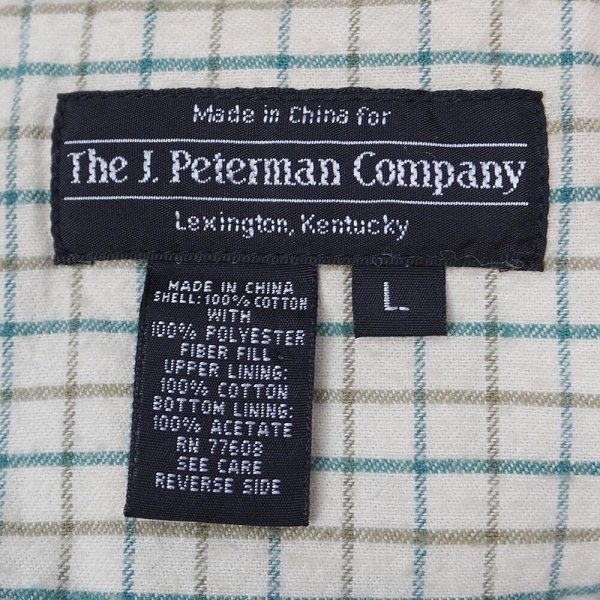 Made in China for
The J. Peterman Company
Lexington, Kentucky
L
MADE IN CHINA
SHELL:100% COTTON
WITH
100% POLYESTER
FIBER FILL
UPPER LINING:
100% COTTON
BOTTOM LINING:
100% ACETATE
RN 77608
SEE CARE
REVERSE SIDE